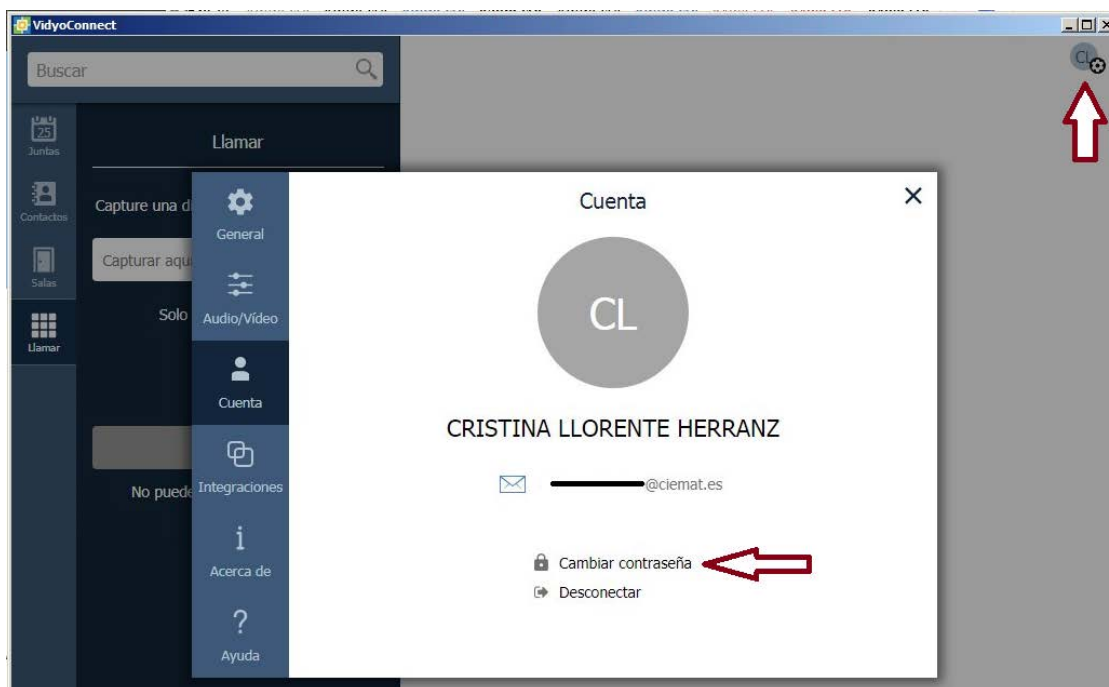 VidyoConnect
Buscar
CL
25
Juntas
Contactos
Salas
Llamar
Llamar
Capture una d
Capturar aqu
Solo
No puede
General
Audio/Vídeo
Cuenta
Integraciones
Acerca de
Ayuda
Cuenta
CL
CRISTINA LLORENTE HERRANZ
@ciemat.es
Cambiar contraseña
Desconectar